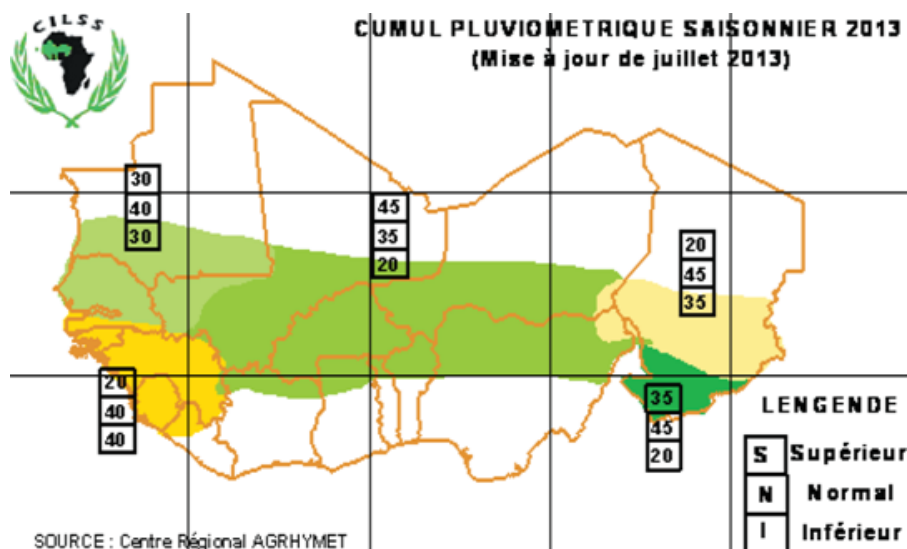 CILSS
CUMUL PLUVIOMETRIQUE SAISONNIER 2013
(Mise à jour de juillet 2013)
30
40
30
45
35
20
20
45
35
20
40
40
35
45
20
LENGENDE
S Supérieur
N Normal
I Inférieur
SOURCE : Centre Régional AGRHYMET